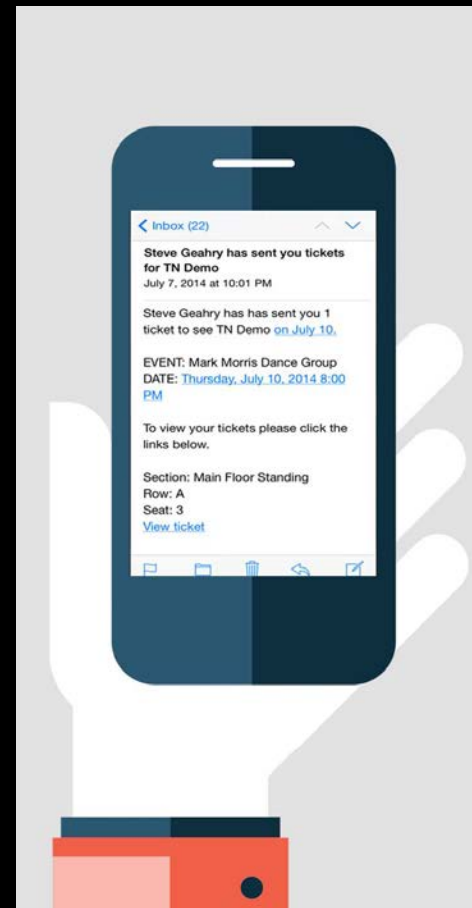 Inbox (22)
Steve Geahry has sent you tickets
for TN Demo
July 7, 2014 at 10:01 PM
Steve Geahry has has sent you 1
ticket to see TN Demo on July 10.
EVENT: Mark Morris Dance Group
DATE: Thursday, July 10, 2014 8:00
PM
To view your tickets please click the
links below.
Section: Main Floor Standing
Row: A
Seat: 3
View ticket